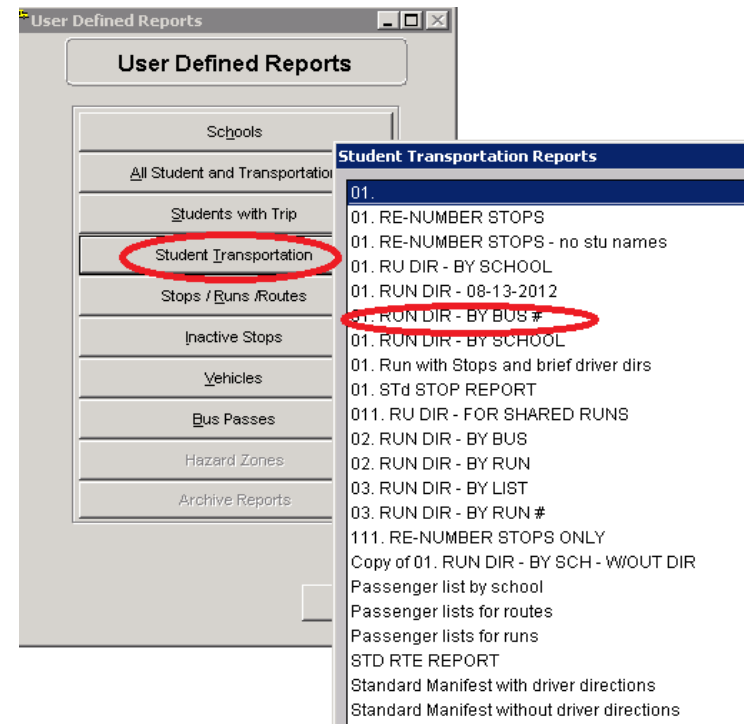 User Defined Reports
User Defined Reports
Schools
All Student and Transportation
Students with Trip
Student Transportation
Stops / Runs /Routes
Inactive Stops
Vehicles
Bus Passes
Hazard Zones
Archive Reports
Student Transportation Reports
01.
01. RE-NUMBER STOPS
01. RE-NUMBER STOPS - no stu names
01. RU DIR - BY SCHOOL
01. RUN DIR - 08-13-2012
01. RUN DIR - BY BUS #
01. RUN DIR - BY SCHOOL
01. Run with Stops and brief driver dirs
01. STd STOP REPORT
011. RU DIR - FOR SHARED RUNS
02. RUN DIR - BY BUS
02. RUN DIR - BY RUN
03. RUN DIR - BY LIST
03. RUN DIR - BY RUN #
111. RE-NUMBER STOPS ONLY
Copy of 01. RUN DIR - BY SCH - W/OUT DIR
Passenger list by school
Passenger lists for routes
Passenger lists for runs
STD RTE REPORT
Standard Manifest with driver directions
Standard Manifest without driver directions